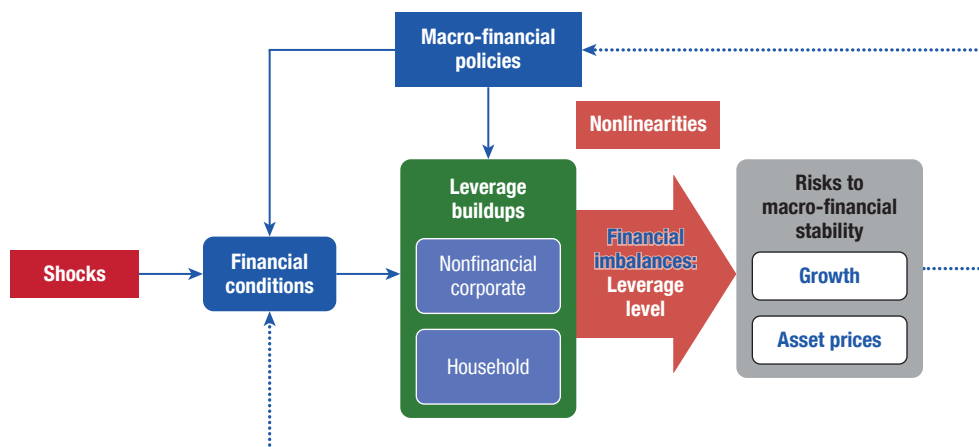 Macro-financial
policies
Nonlinearities
Leverage
buildups
Risks to
macro-financial
stability
Shocks
Financial
conditions
Nonfinancial
corporate
Financial
imbalances:
Leverage
level
Growth
Household
Asset prices